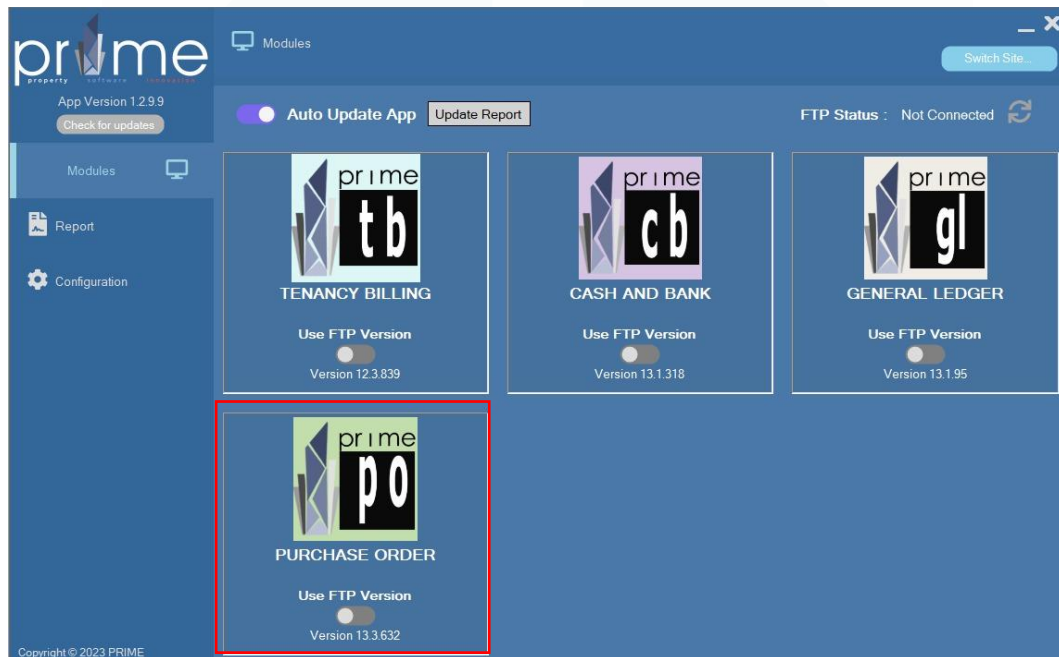 prime
property software innovation
App Version 1.2.9.9
Check for updates
Modules
Report
Configuration
Copyright © 2023 PRIME
Modules
Switch Site...
Auto Update App Update Report FTP Status : Not Connected
prime
tb
TENANCY BILLING
Use FTP Version
Version 12.3.839
prime
cb
CASH AND BANK
Use FTP Version
Version 13.1.318
prime
gl
GENERAL LEDGER
Use FTP Version
Version 13.1.95
prime
po
PURCHASE ORDER
Use FTP Version
Version 13.3.632